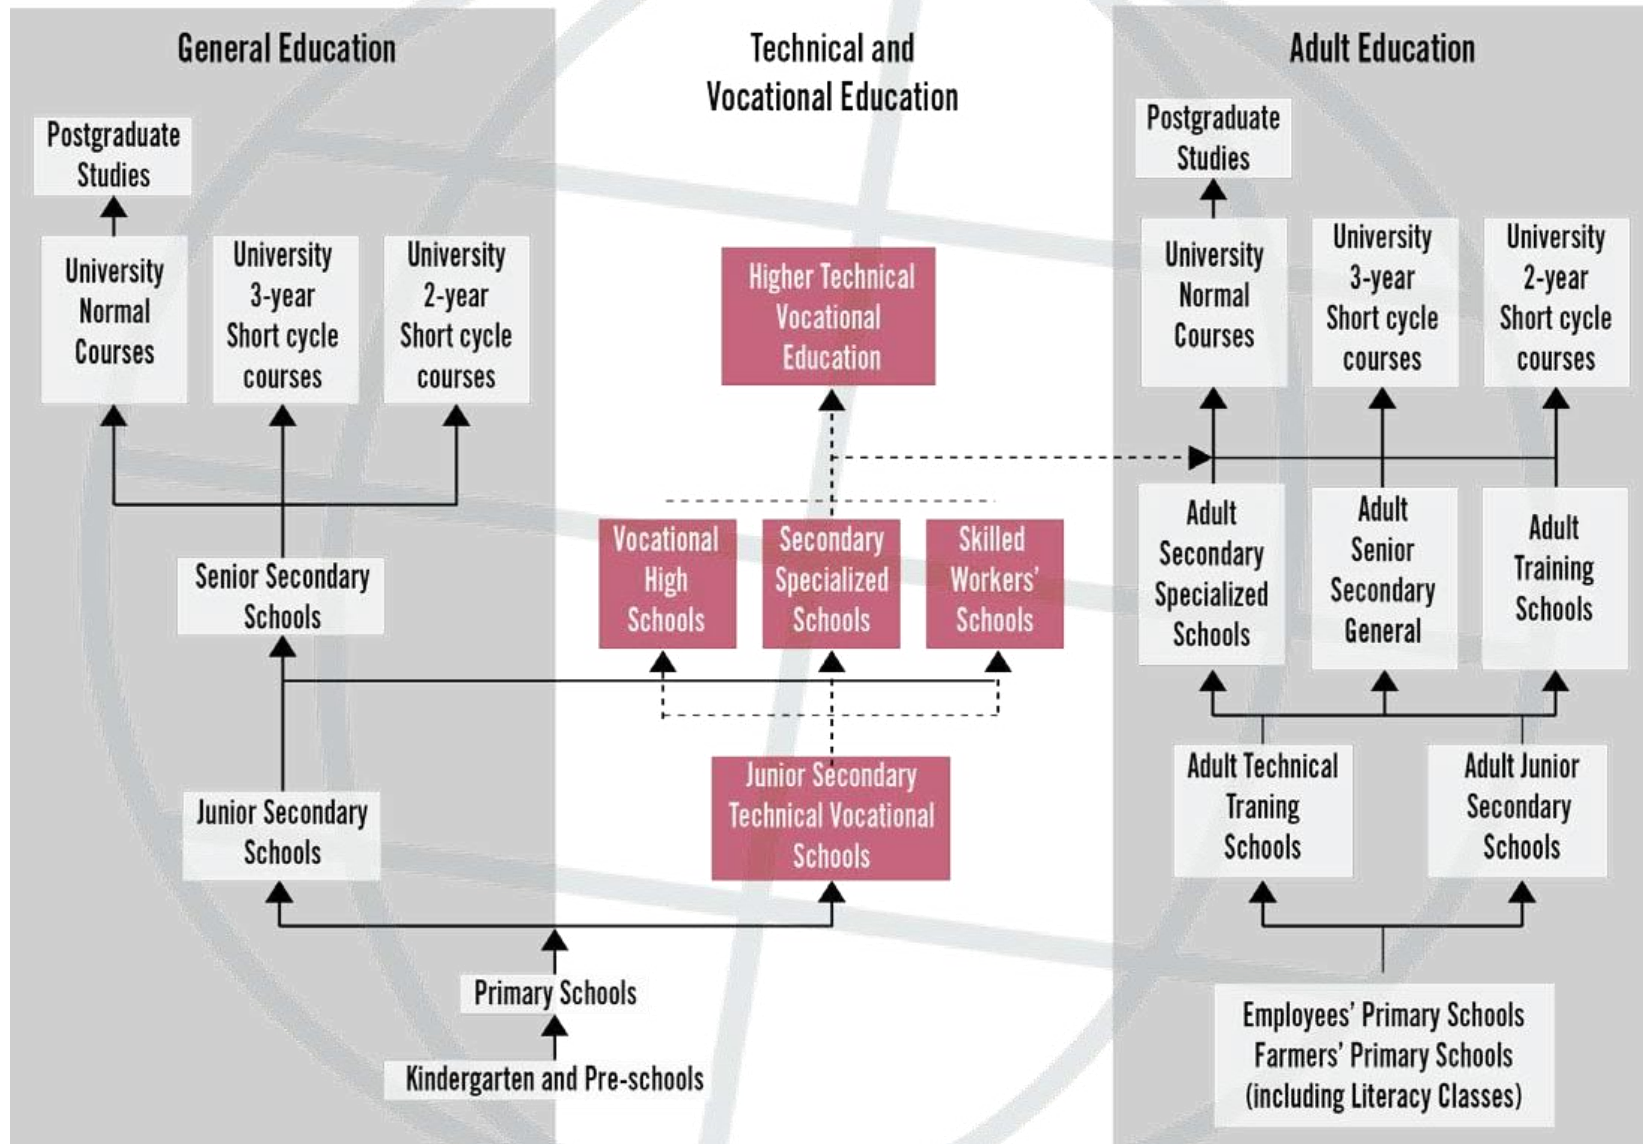 General Education
Postgraduate
Studies
University
Normal
Courses
University
3-year
Short cycle
courses
University
2-year
Short cycle
courses
Senior Secondary
Schools
Junior Secondary
Schools
Primary Schools
Kindergarten and Pre-schools
Technical and
Vocational Education
Higher Technical
Vocational
Education
Vocational
High
Schools
Secondary
Specialized
Schools
Skilled
Workers’
Schools
Junior Secondary
Technical Vocational
Schools
Adult Education
Postgraduate
Studies
University
Normal
Courses
University
3-year
Short cycle
courses
University
2-year
Short cycle
courses
Adult
Secondary
Specialized
Schools
Adult
Senior
Secondary
General
Adult
Training
Schools
Adult Technical
Traning
Schools
Adult Junior
Secondary
Schools
Employees’ Primary Schools
Farmers’ Primary Schools
(including Literacy Classes)